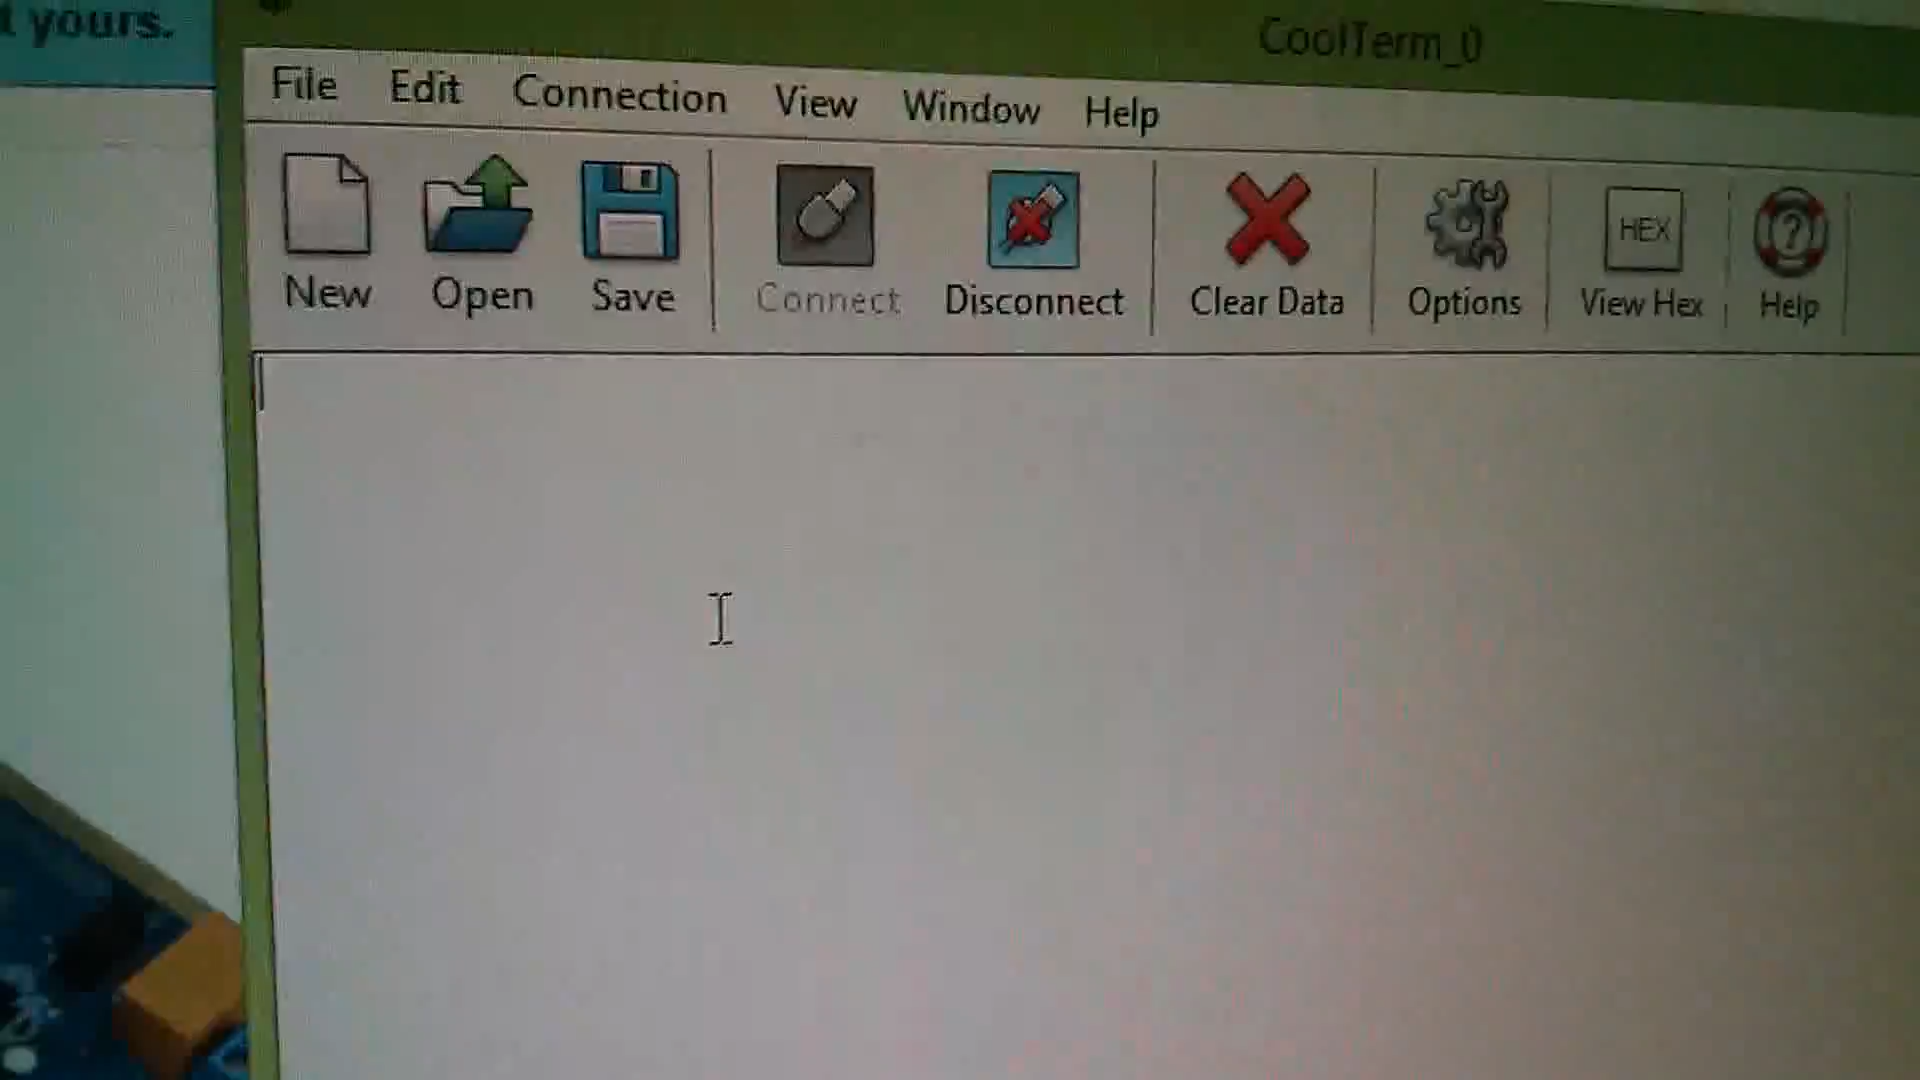 t yours.
CoolTerm_0
File Edit Connection View Window Help
New Open Save Connect Disconnect Clear Data Options HEX View Hex ? Help